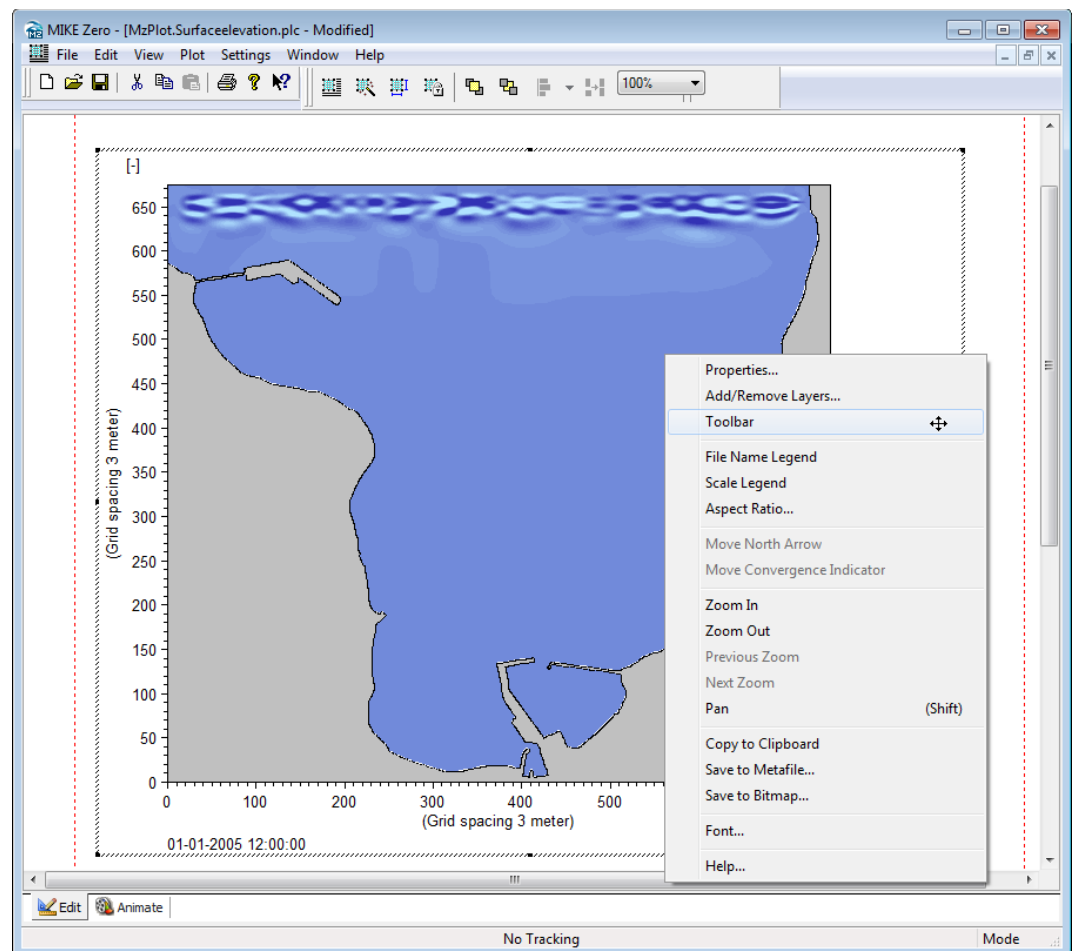 MIKE Zero - [MzPlot.Surfaceelevation.plc - Modified]
File Edit View Plot Settings Window Help
100%
[-]
650
600
550
500
450
400
350
300
250
200
150
100
50
0
(Grid spacing 3 meter)
0 100 200 300 400 500
(Grid spacing 3 meter)
01-01-2005 12:00:00
Properties...
Add/Remove Layers...
Toolbar
File Name Legend
Scale Legend
Aspect Ratio...
Move North Arrow
Move Convergence Indicator
Zoom In
Zoom Out
Previous Zoom
Next Zoom
Pan (Shift)
Copy to Clipboard
Save to Metafile...
Save to Bitmap...
Font...
Help...
Edit Animate
No Tracking Mode